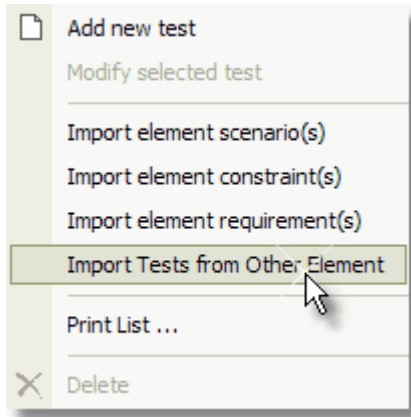 Add new test
Modify selected test
Import element scenario(s)
Import element constraint(s)
Import element requirement(s)
Import Tests from Other Element
Print List ...
Delete